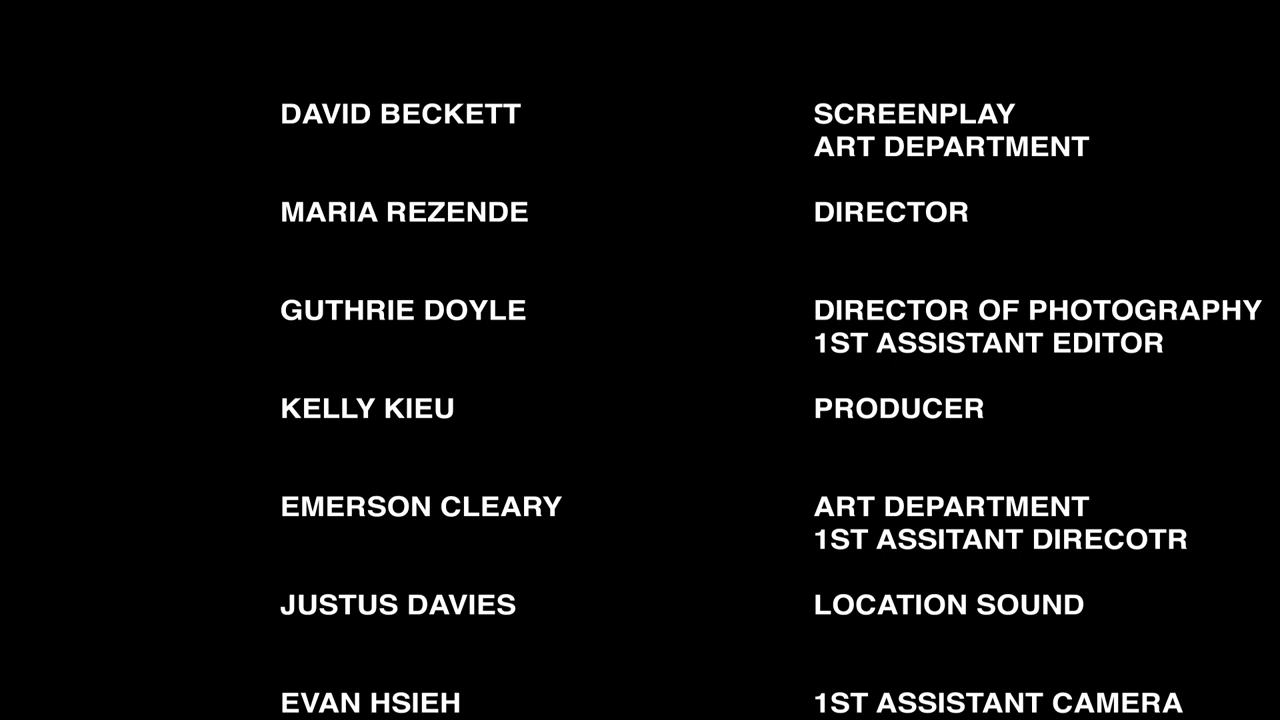 DAVID BECKETT SCREENPLAY
ART DEPARTMENT
MARIA REZENDE DIRECTOR
GUTHRIE DOYLE DIRECTOR OF PHOTOGRAPHY
1ST ASSISTANT EDITOR
KELLY KIEU PRODUCER
EMERSON CLEARY ART DEPARTMENT
1ST ASSITANT DIRECOTR
JUSTUS DAVIES LOCATION SOUND
EVAN HSIEH 1ST ASSISTANT CAMERA